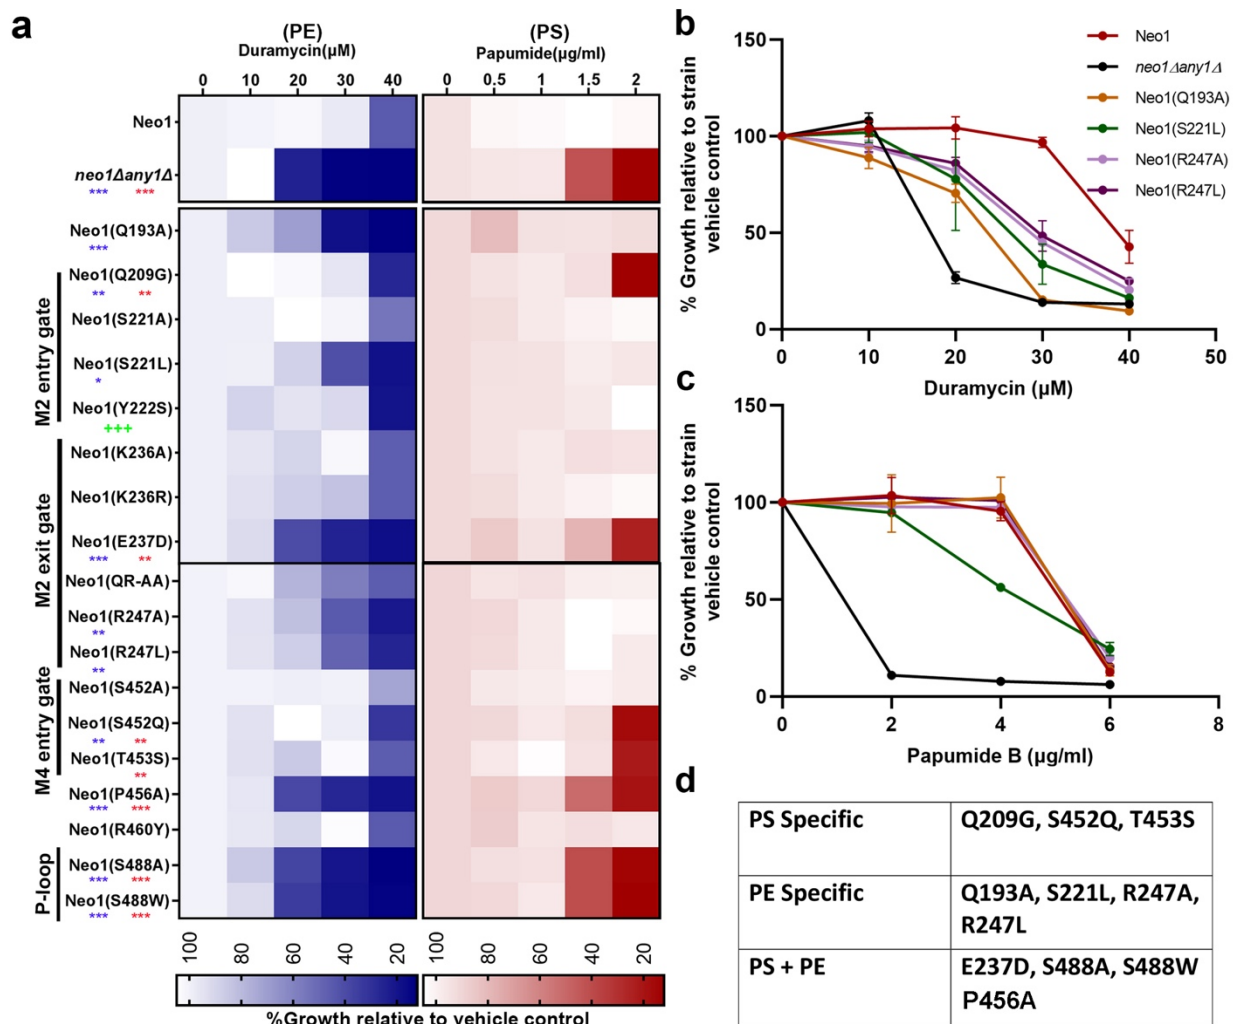 a
(PE)
Duramycin(µM)
0 10 20 30 40
(PS)
Papumide(µg/ml)
0 0.5 1 1.5 2
Neo1
neo1Δany1Δ
*** ***
Neo1(Q193A)
***
M2 entry gate
Neo1(Q209G)
** **
Neo1(S221A)
Neo1(S221L)
*
Neo1(Y222S)
+++
M2 exit gate
Neo1(K236A)
Neo1(K236R)
Neo1(E237D)
*** **
Neo1(QR-AA)
Neo1(R247A)
**
Neo1(R247L)
**
M4 entry gate
Neo1(S452A)
Neo1(S452Q)
** **
Neo1(T453S)
**
Neo1(P456A)
*** ***
Neo1(R460Y)
P-loop
Neo1(S488A)
*** ***
Neo1(S488W)
*** ***
100 80 60 40 20
100 80 60 40 20
%Growth relative to vehicle control
b
% Growth relative to strain
vehicle control
150
100
50
0
0 10 20 30 40 50
Duramycin (µM)
Neo1
neo1Δany1Δ
Neo1(Q193A)
Neo1(S221L)
Neo1(R247A)
Neo1(R247L)
c
% Growth relative to strain
vehicle control
150
100
50
0
0 2 4 6 8
Papumide B (µg/ml)
d
PS Specific
Q209G, S452Q, T453S
PE Specific
Q193A, S221L, R247A,
R247L
PS + PE
E237D, S488A, S488W
P456A